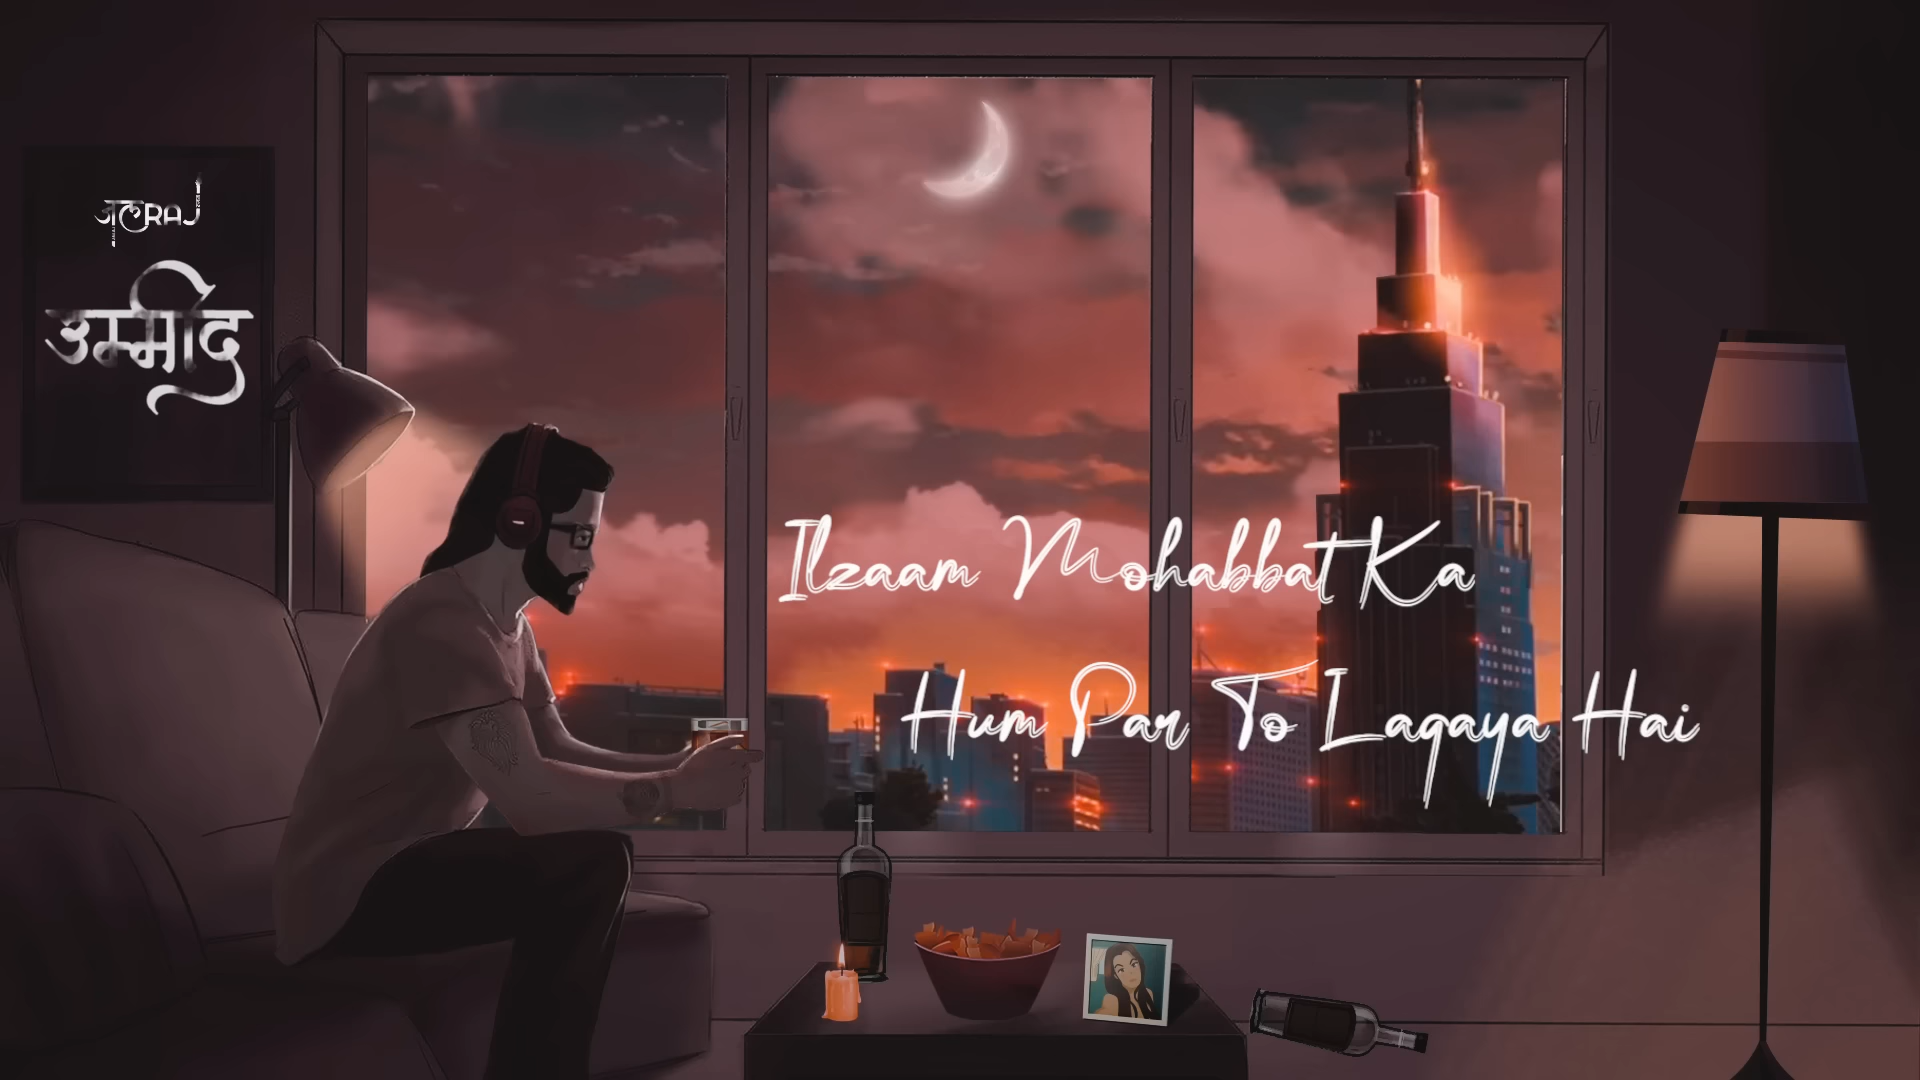 जलRAJ
उम्मीद
Ilzaam Mohabbat Ka
Hum Par To Lagaya Hai